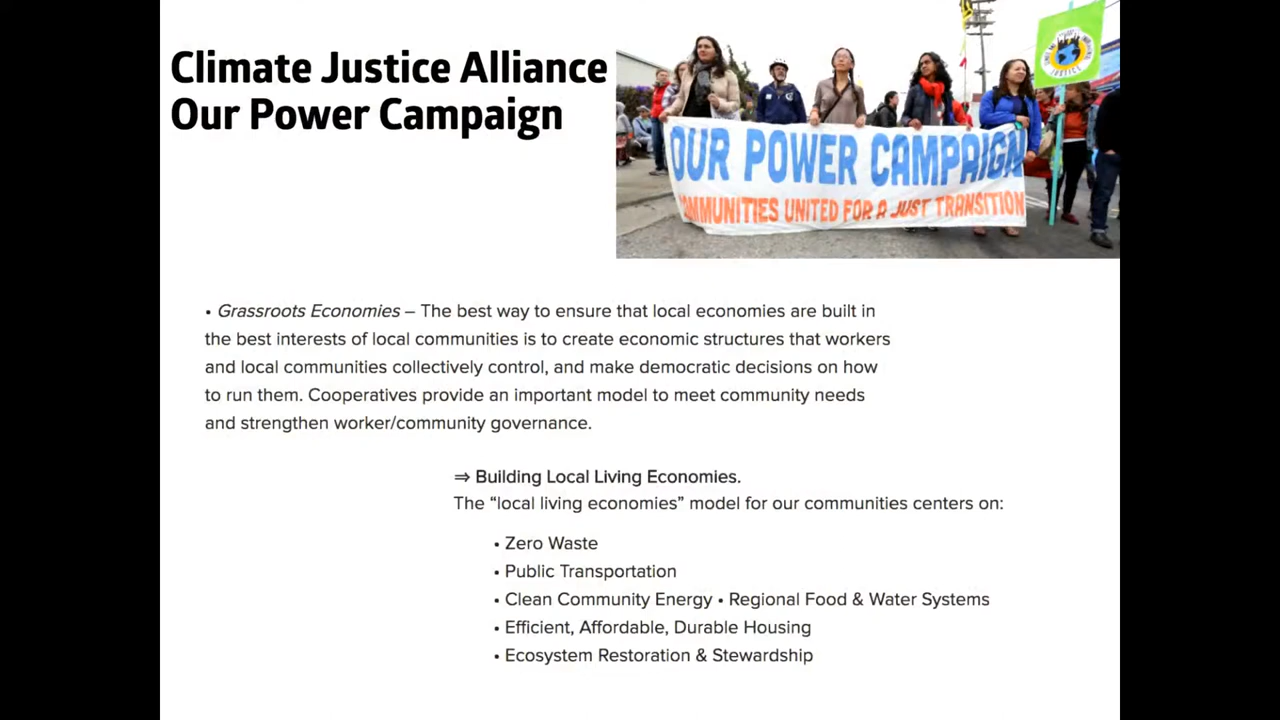 Climate Justice Alliance
Our Power Campaign
OUR POWER CAMPAIGN
UNITED FOR A JUST TRANSITION
JUSTICE
• Grassroots Economies – The best way to ensure that local economies are built in
the best interests of local communities is to create economic structures that workers
and local communities collectively control, and make democratic decisions on how
to run them. Cooperatives provide an important model to meet community needs
and strengthen worker/community governance.
⇒ Building Local Living Economies.
The “local living economies” model for our communities centers on:
• Zero Waste
• Public Transportation
• Clean Community Energy • Regional Food & Water Systems
• Efficient, Affordable, Durable Housing
• Ecosystem Restoration & Stewardship